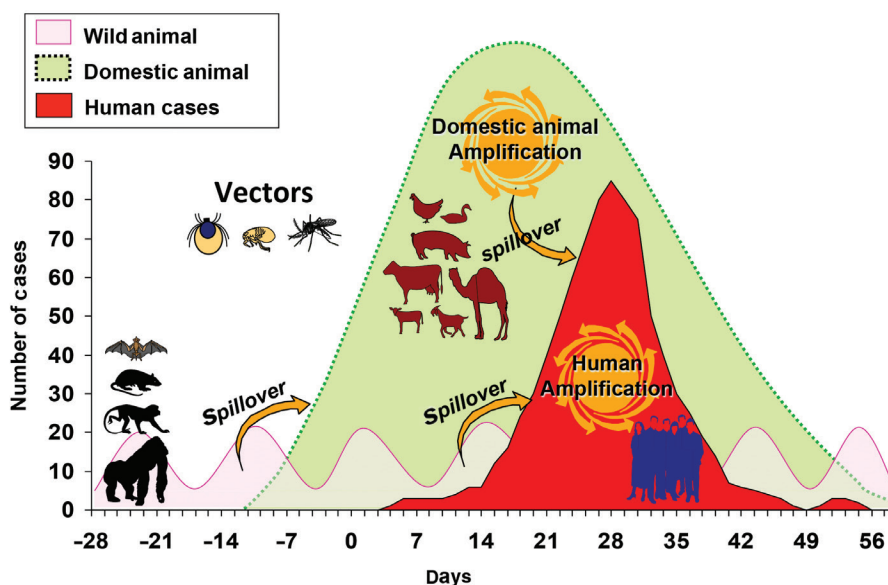 Wild animal
Domestic animal
Human cases
Domestic animal
Amplification
Vectors
spillover
Human
Amplification
Spillover
Spillover
Number of cases
90
80
70
60
50
40
30
20
10
0
–28
–21
–14
–7
0
7
14
21
28
35
42
49
56
Days